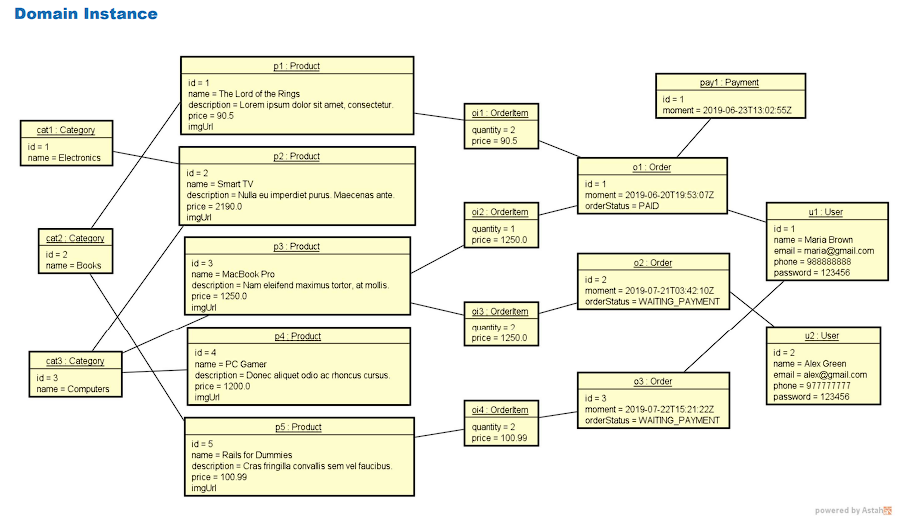 Domain Instance
p1 : Product
id = 1
name = The Lord of the Rings
description = Lorem ipsum dolor sit amet, consectetur.
price = 90.5
imgUrl
pay1 : Payment
id = 1
moment = 2019-06-23T13:02:55Z
oi1 : OrderItem
quantity = 2
price = 90.5
cat1 : Category
id = 1
name = Electronics
p2 : Product
id = 2
name = Smart TV
description = Nulla eu imperdiet purus. Maecenas ante.
price = 2190.0
imgUrl
o1 : Order
id = 1
moment = 2019-06-20T19:53:07Z
orderStatus = PAID
oi2 : OrderItem
quantity = 1
price = 1250.0
u1 : User
id = 1
name = Maria Brown
email = maria@gmail.com
phone = 988888888
password = 123456
cat2 : Category
id = 2
name = Books
p3 : Product
id = 3
name = MacBook Pro
description = Nam eleifend maximus tortor, at mollis.
price = 1250.0
imgUrl
o2 : Order
id = 2
moment = 2019-07-21T03:42:10Z
orderStatus = WAITING_PAYMENT
oi3 : OrderItem
quantity = 2
price = 1250.0
p4 : Product
id = 4
name = PC Gamer
description = Donec aliquet odio ac rhoncus cursus.
price = 1200.0
imgUrl
u2 : User
id = 2
name = Alex Green
email = alex@gmail.com
phone = 977777777
password = 123456
cat3 : Category
id = 3
name = Computers
o3 : Order
id = 3
moment = 2019-07-22T15:21:22Z
orderStatus = WAITING_PAYMENT
oi4 : OrderItem
quantity = 2
price = 100.99
p5 : Product
id = 5
name = Rails for Dummies
description = Cras fringilla convallis sem vel faucibus.
price = 100.99
imgUrl
powered by Astah